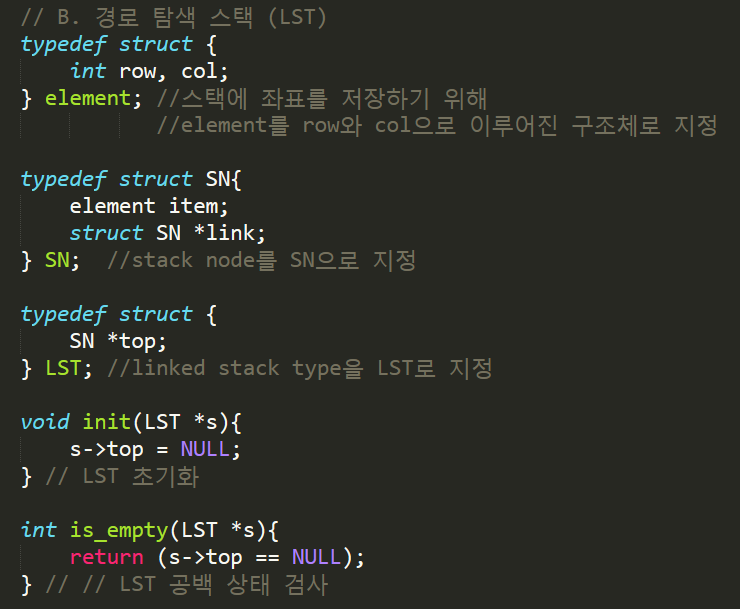 // B. 경로 탐색 스택 (LST)
typedef struct {
    int row, col;
} element; //스택에 좌표를 저장하기 위해
           //element를 row와 col으로 이루어진 구조체로 지정

typedef struct SN{
    element item;
    struct SN *link;
} SN;  //stack node를 SN으로 지정

typedef struct {
    SN *top;
} LST; //linked stack type을 LST로 지정

void init(LST *s){
    s->top = NULL;
} // LST 초기화

int is_empty(LST *s){
    return (s->top == NULL);
} // // LST 공백 상태 검사